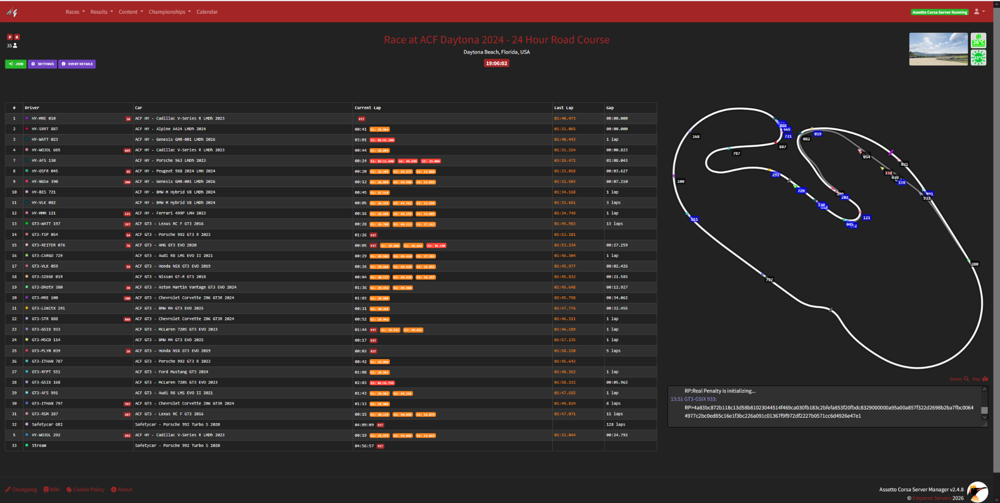 Races Results Content Championships Calendar
Assetto Corsa Server Running
P R
35
Race at ACF Daytona 2024 - 24 Hour Road Course
Daytona Beach, Florida, USA
19:06:02
26°C
22°C
JOIN SETTINGS EVENT DETAILS
# Driver Car Current Lap Last Lap Gap
1 HY-MRE 010 10 ACF HY - Cadillac V-Series R LMDh 2023 PIT 01:40.473 00:00.000
2 HY-SRRT 887 ACF HY - Alpine A424 LMDh 2024 00:41 S1: 25.964 01:31.065 00:00.000
3 HY-WATT 023 ACF HY - Genesis GMR-001 LMDh 2026 03:01 S1: 02:41.340 01:40.443 1 lap
4 HY-WOJOL 665 665 ACF HY - Cadillac V-Series R LMDh 2023 00:44 S1: 26.094 01:31.214 00:00.823
7 HY-AFS 130 ACF HY - Porsche 963 LMDh 2023 00:24 S1: 02:11.640 S2: 44.828 S3: 23.004 03:19.472 01:08.043
8 HY-OSFR 045 45 ACF HY - Peugeot 9X8 2024 LMH 2024 00:20 S1: 26.485 S2: 43.673 S3: 22.860 01:33.018 00:03.627
9 HY-NGSe 390 390 ACF HY - Genesis GMR-001 LMDh 2026 00:12 S1: 26.096 S2: 43.588 S3: 22.819 01:32.503 00:07.210
10 HY-BES 721 ACF HY - BMW M Hybrid V8 LMDh 2024 00:45 S1: 27.519 01:34.168 1 lap
11 HY-VLK 082 ACF HY - BMW M Hybrid V8 LMDh 2024 00:05 S1: 26.325 S2: 43.762 S3: 23.594 01:33.681 3 laps
12 HY-MMM 121 121 ACF HY - Ferrari 499P LMH 2023 00:16 S1: 26.686 S2: 44.158 S3: 23.905 01:34.749 1 lap
13 GT3-WATT 197 197 ACF GT3 - Lexus RC F GT3 2016 00:28 S1: 29.709 S2: 49.112 S3: 27.162 01:45.983 13 laps
14 GT3-TSP 054 54 ACF GT3 - Porsche 992 GT3 R 2023 01:26 PIT 01:53.281
15 GT3-REITER 076 76 ACF GT3 - AMG GT3 EVO 2020 00:05 PIT S1: 29.400 S2: 48.644 S3: 35.190 01:53.234 00:27.259
16 GT3-CARGO 729 ACF GT3 - Audi R8 LMS EVO II 2021 00:29 S1: 29.503 S2: 49.410 S3: 27.391 01:46.304 1 lap
17 GT3-VLK 059 59 ACF GT3 - Honda NSX GT3 EVO 2019 00:26 S1: 29.666 S2: 49.420 S3: 26.891 01:45.977 00:02.426
18 GT3-SIEGE 019 ACF GT3 - Nissan GT-R GT3 2018 00:04 S1: 30.137 S2: 49.438 S3: 26.257 01:45.832 00:21.585
19 GT3-DRotV 380 38 ACF GT3 - Aston Martin Vantage GT3 EVO 2024 01:36 S1: 29.452 S2: 49.360 01:45.648 00:12.927
20 GT3-MRE 100 100 ACF GT3 - Chevrolet Corvette Z06 GT3R 2024 01:03 S1: 29.609 02:45.798 00:34.062
21 GT3-LimitX 291 ACF GT3 - BMW M4 GT3 EVO 2025 00:31 S1: 30.364 01:47.776 00:32.455
22 GT3-STR 888 888 ACF GT3 - Chevrolet Corvette Z06 GT3R 2024 00:52 S1: 29.992 01:46.311 1 lap
23 GT3-GSIX 933 ACF GT3 - McLaren 720S GT3 EVO 2023 01:44 PIT S1: 29.521 S2: 49.621 01:46.189 1 lap
24 GT3-MSCD 114 ACF GT3 - BMW M4 GT3 EVO 2025 00:17 PIT 01:57.235 1 lap
25 GT3-PLY0 039 39 ACF GT3 - Honda NSX GT3 EVO 2019 00:03 PIT 01:58.220 5 laps
26 GT3-ITHAN 787 ACF GT3 - Porsche 992 GT3 R 2023 00:42 S1: 29.890 01:45.643
27 GT3-RFPT 551 ACF GT3 - Ford Mustang GT3 2024 01:08 S1: 30.881 01:48.362 1 lap
28 GT3-GSIX 168 ACF GT3 - McLaren 720S GT3 EVO 2023 02:03 S1: 01:31.735 01:58.232 00:05.962
29 GT3-AFS 991 ACF GT3 - Audi R8 LMS EVO II 2021 01:43 S1: 29.982 S2: 49.256 01:47.615 1 lap
30 GT3-ITHAN 797 797 ACF GT3 - Chevrolet Corvette Z06 GT3R 2024 01:13 S1: 29.966 01:49.824 8 laps
31 GT3-RSM 287 287 ACF GT3 - Lexus RC F GT3 2016 00:15 S1: 30.139 S2: 50.058 S3: 26.874 01:47.071 11 laps
32 Safetycar GR2 Safetycar - Porsche 992 Turbo S 2020 04:09:09 PIT 128 laps
5 HY-WOJOL 292 292 ACF HY - Cadillac V-Series R LMDh 2023 00:19 S1: 25.975 S2: 43.056 S3: 23.013 01:32.044 00:24.792
33 Stream Safetycar - Porsche 992 Turbo S 2020 04:56:57 PIT
888
665
721
887
168
787
019
082
054
031
291
100
729
287
130
121
045
551
797
039
STR
991
933
380
Zoom Key
RP:Real Penalty is initializing...
13:51 GT3-GSIX 933:
RP>4a83bc872b118c13d58b81023044514f469ca030fb183c2bfefa853f20fbdc8329000000a95a00a857f322d2698b2ba7fbc0064
4977c2bc0ed85c16e1f3bc226a091c01367f9f972df2227b0571cc6d4926e47e1
Changelog Wiki Cookie Policy About
Assetto Corsa Server Manager v2.4.8
© Emperor Servers 2026